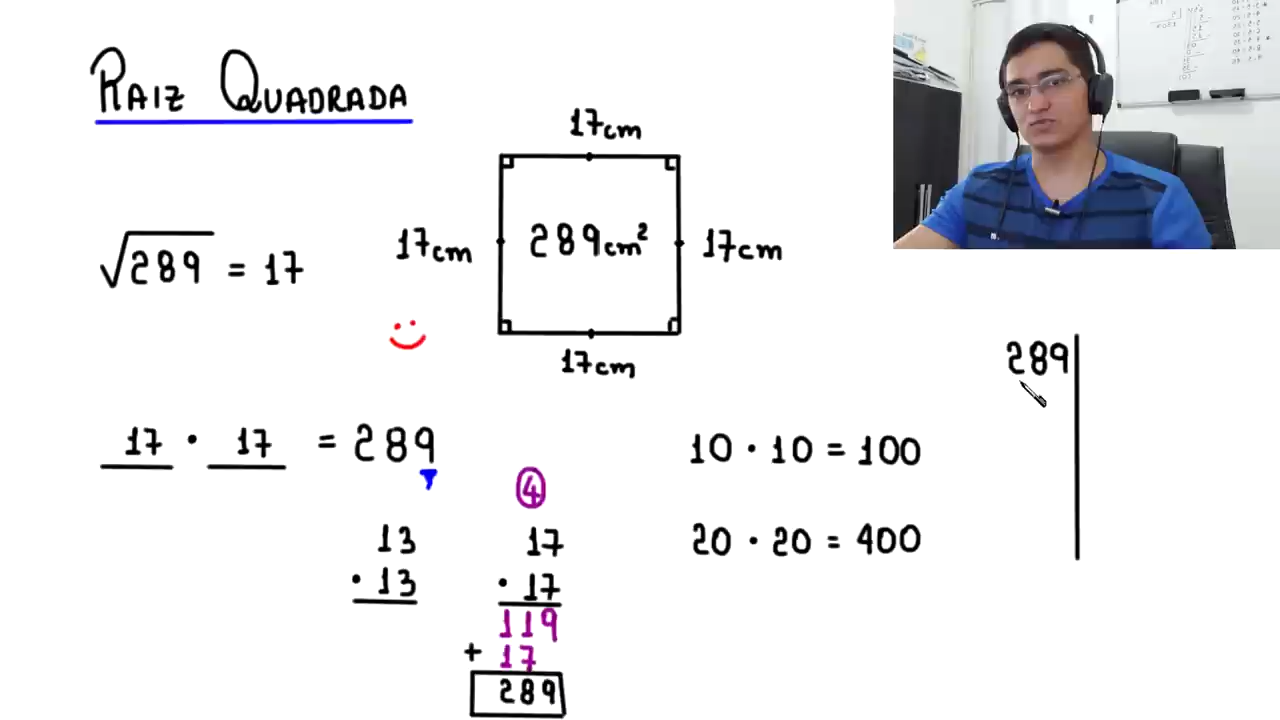 RAIZ QUADRADA
17cm
√289 = 17
17cm
289cm²
17cm
17cm
289
17 · 17 = 289
10 · 10 = 100
20 · 20 = 400
13
· 13
4
17
· 17
119
+ 17
289